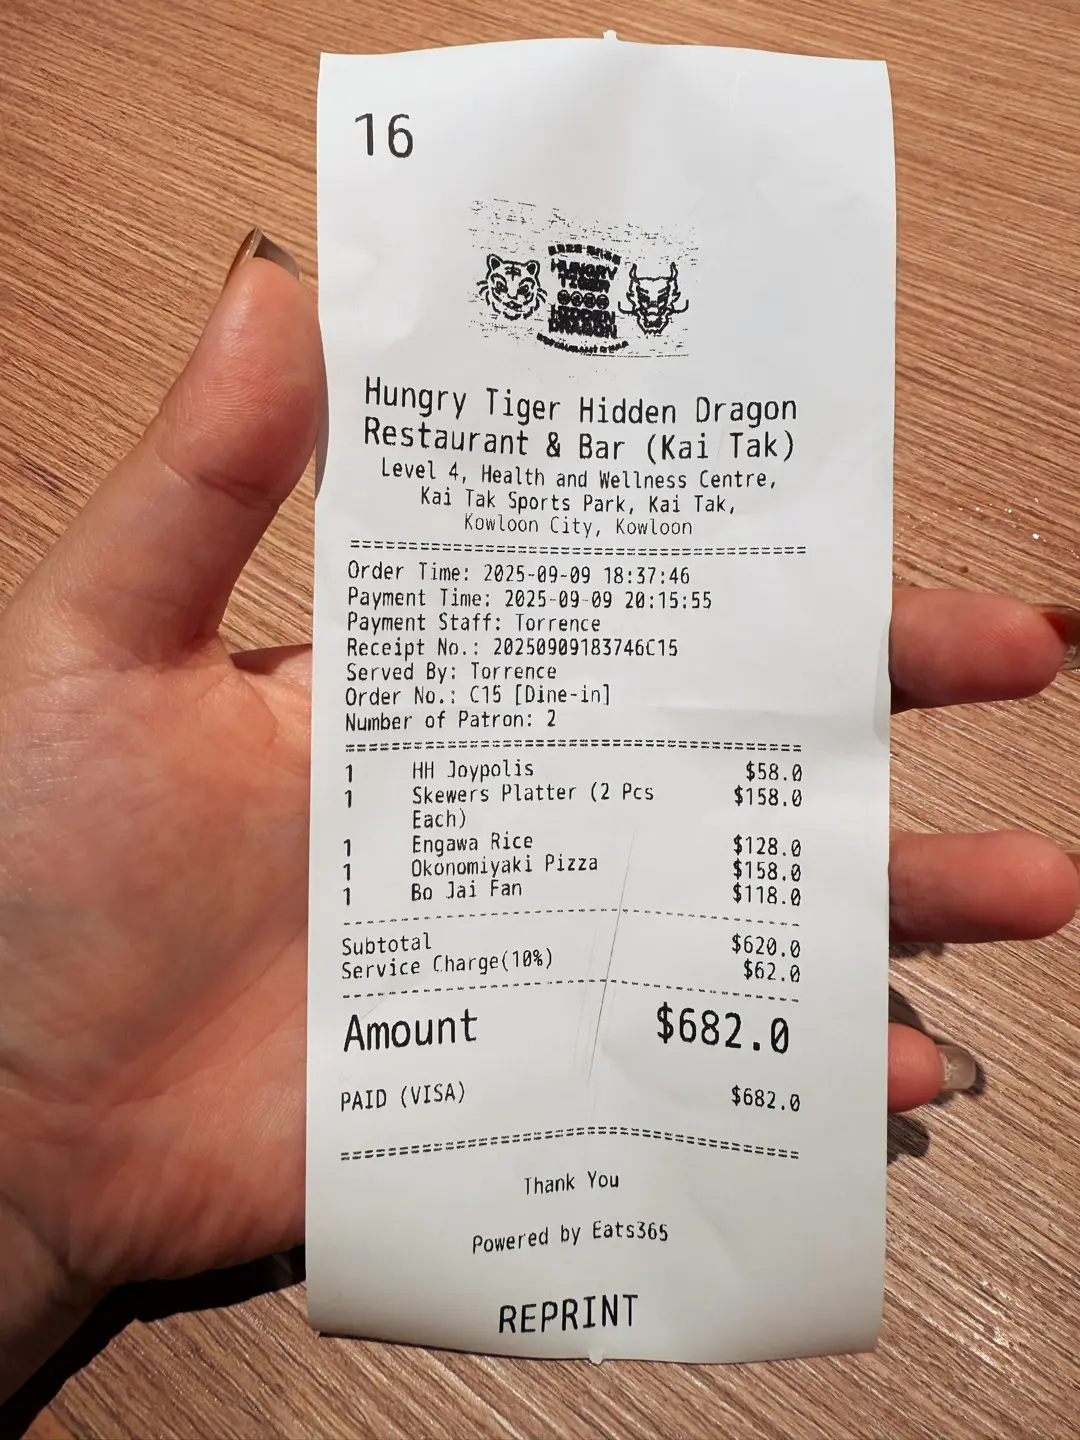 16
HUNGRY
TIGER
HIDDEN
DRAGON
Hungry Tiger Hidden Dragon
Restaurant & Bar (Kai Tak)
Level 4, Health and Wellness Centre,
Kai Tak Sports Park, Kai Tak,
Kowloon City, Kowloon
Order Time: 2025-09-09 18:37:46
Payment Time: 2025-09-09 20:15:55
Payment Staff: Torrence
Receipt No.: 20250909183746C15
Served By: Torrence
Order No.: C15 [Dine-in]
Number of Patron: 2
1 HH Joypolis $58.0
1 Skewers Platter (2 Pcs $158.0
Each)
1 Engawa Rice $128.0
1 Okonomiyaki Pizza $158.0
1 Bo Jai Fan $118.0
Subtotal $620.0
Service Charge(10%) $62.0
Amount $682.0
PAID (VISA) $682.0
Thank You
Powered by Eats365
REPRINT